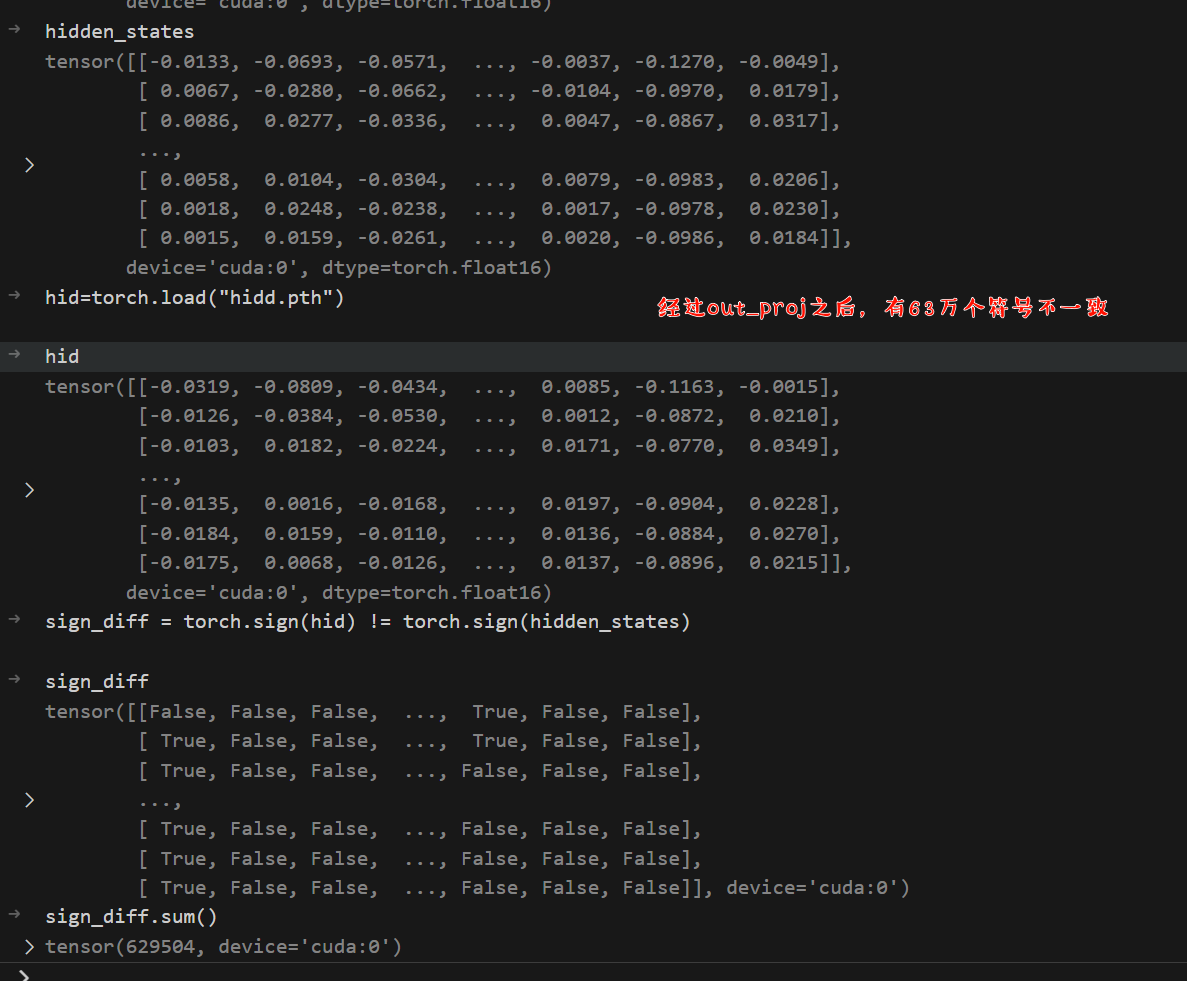 device='cuda:0', dtype=torch.float16)
hidden_states
tensor([[-0.0133, -0.0693, -0.0571,  ..., -0.0037, -0.1270, -0.0049],
[ 0.0067, -0.0280, -0.0662,  ..., -0.0104, -0.0970,  0.0179],
[ 0.0086,  0.0277, -0.0336,  ...,  0.0047, -0.0867,  0.0317],
...,
[ 0.0058,  0.0104, -0.0304,  ...,  0.0079, -0.0983,  0.0206],
[ 0.0018,  0.0248, -0.0238,  ...,  0.0017, -0.0978,  0.0230],
[ 0.0015,  0.0159, -0.0261,  ...,  0.0020, -0.0986,  0.0184]],
device='cuda:0', dtype=torch.float16)
hid=torch.load("hidd.pth")
经过out_proj之后，有63万个符号不一致
hid
tensor([[-0.0319, -0.0809, -0.0434,  ...,  0.0085, -0.1163, -0.0015],
[-0.0126, -0.0384, -0.0530,  ...,  0.0012, -0.0872,  0.0210],
[-0.0103,  0.0182, -0.0224,  ...,  0.0171, -0.0770,  0.0349],
...,
[-0.0135,  0.0016, -0.0168,  ...,  0.0197, -0.0904,  0.0228],
[-0.0184,  0.0159, -0.0110,  ...,  0.0136, -0.0884,  0.0270],
[-0.0175,  0.0068, -0.0126,  ...,  0.0137, -0.0896,  0.0215]],
device='cuda:0', dtype=torch.float16)
sign_diff = torch.sign(hid) != torch.sign(hidden_states)
sign_diff
tensor([[False, False, False,  ...,  True, False, False],
[ True, False, False,  ...,  True, False, False],
[ True, False, False,  ..., False, False, False],
...,
[ True, False, False,  ..., False, False, False],
[ True, False, False,  ..., False, False, False],
[ True, False, False,  ..., False, False, False]], device='cuda:0')
sign_diff.sum()
tensor(629504, device='cuda:0')